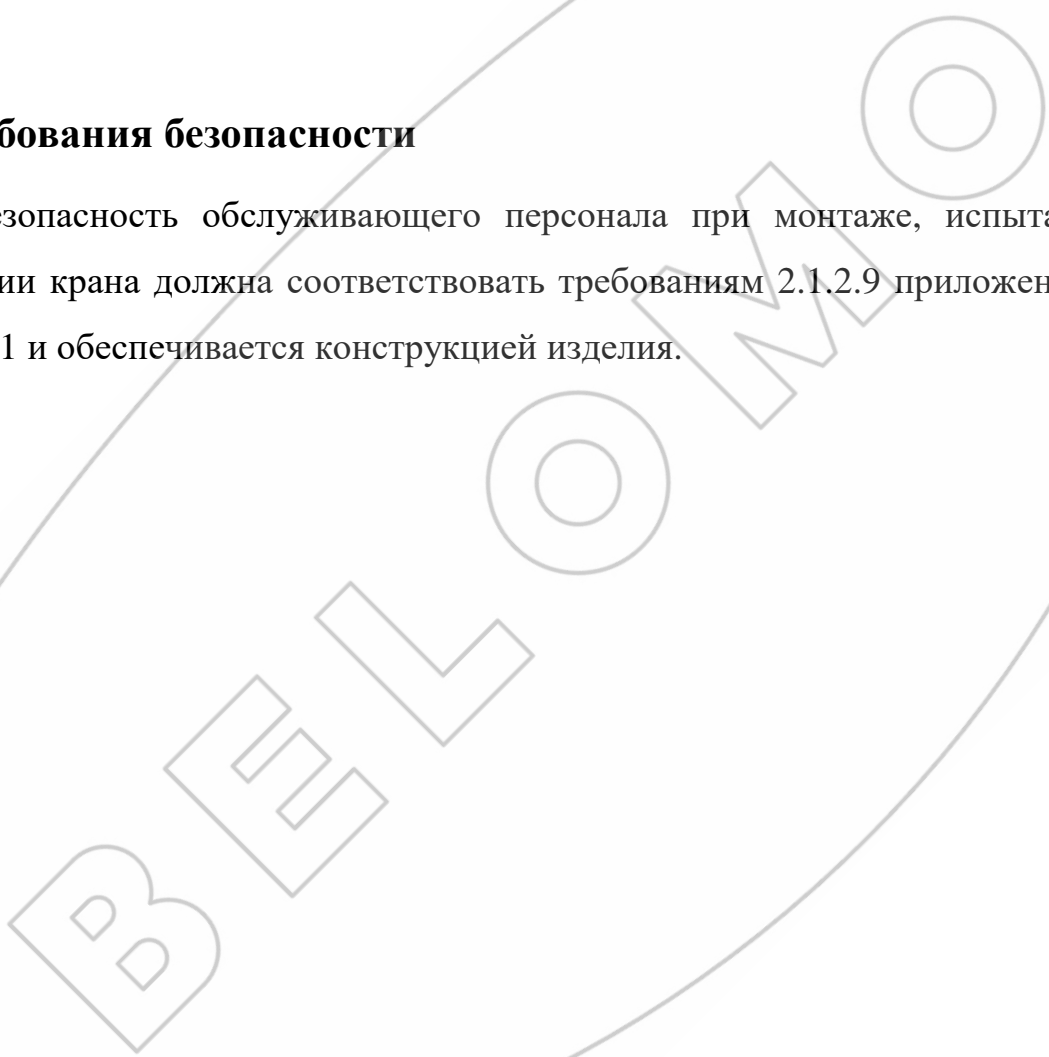 бования безопасности
езопасность обслуживающего персонала при монтаже, испыта
ии крана должна соответствовать требованиям 2.1.2.9 приложен
1 и обеспечивается конструкцией изделия.
BELOMO